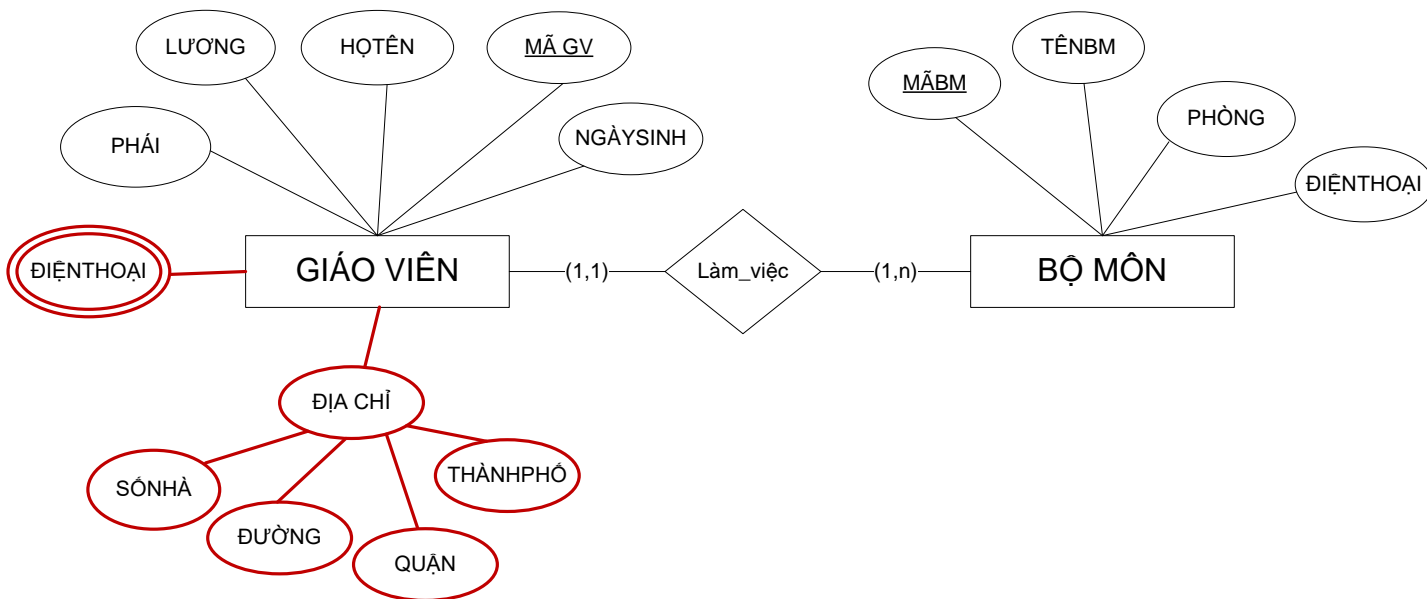 LƯƠNG
HỌTÊN
MÃ GV
TÊNBM
MÃBM
PHÒNG
PHÁI
NGÀYSINH
ĐIỆNTHOẠI
ĐIỆNTHOẠI
GIÁO VIÊN
(1,1)
Làm_việc
(1,n)
BỘ MÔN
ĐỊA CHỈ
SỐNHÀ
THÀNHPHỐ
ĐƯỜNG
QUẬN